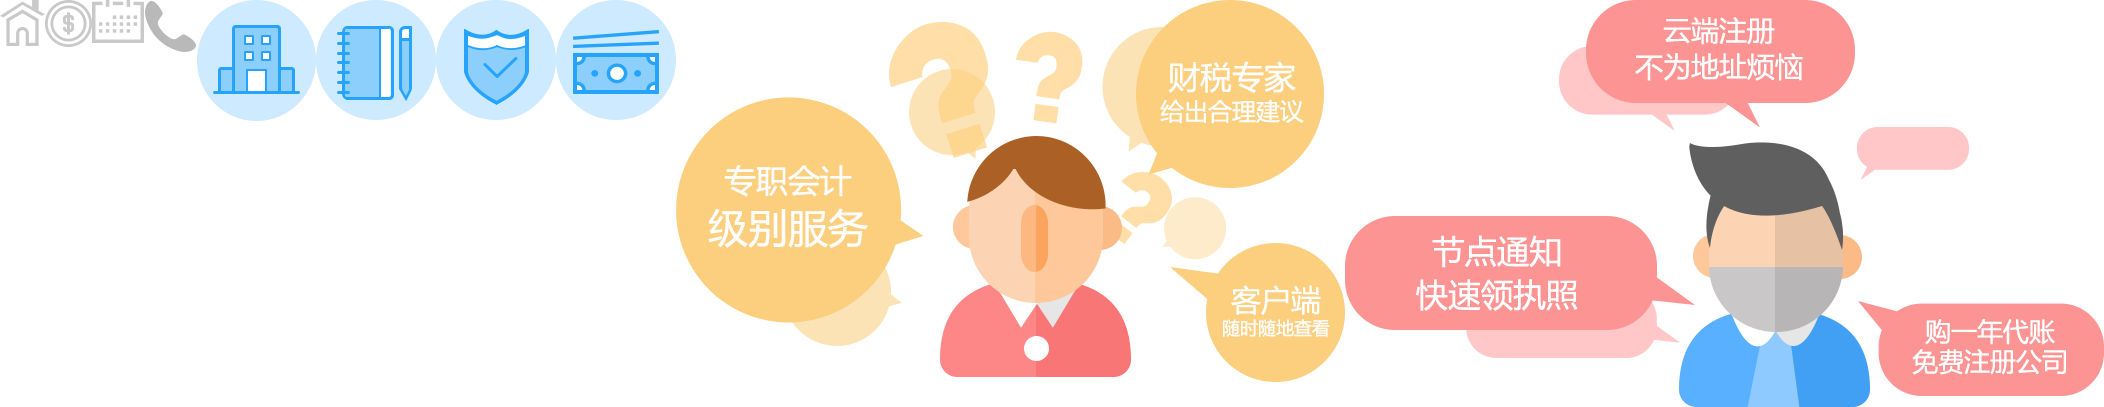 专职会计
级别服务
财税专家
给出合理建议
客户端
随时随地查看
云端注册
不为地址烦恼
节点通知
快速领执照
购一年代账
免费注册公司